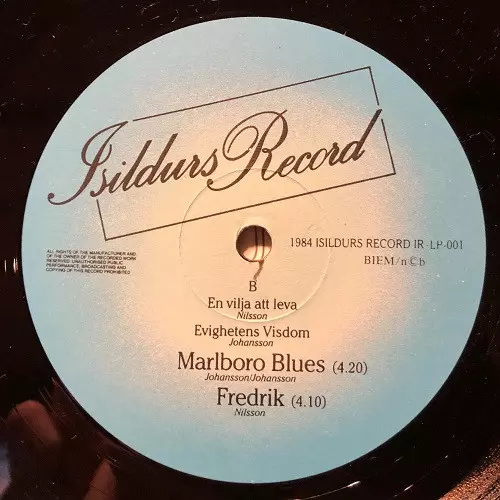 Isildurs Record
1984 ISILDURS RECORD IR-LP-001
BIEM/n©b
ALL RIGHTS OF THE MANUFACTURER AND
OF THE OWNER OF THE RECORDED WORK
RESERVED. UNAUTHORISED PUBLIC
PERFORMANCE, BROADCASTING AND
COPYING OF THIS RECORD PROHIBITED
B
En vilja att leva
Nilsson
Evighetens Visdom
Johansson
Marlboro Blues (4.20)
Johansson/Johansson
Fredrik (4.10)
Nilsson